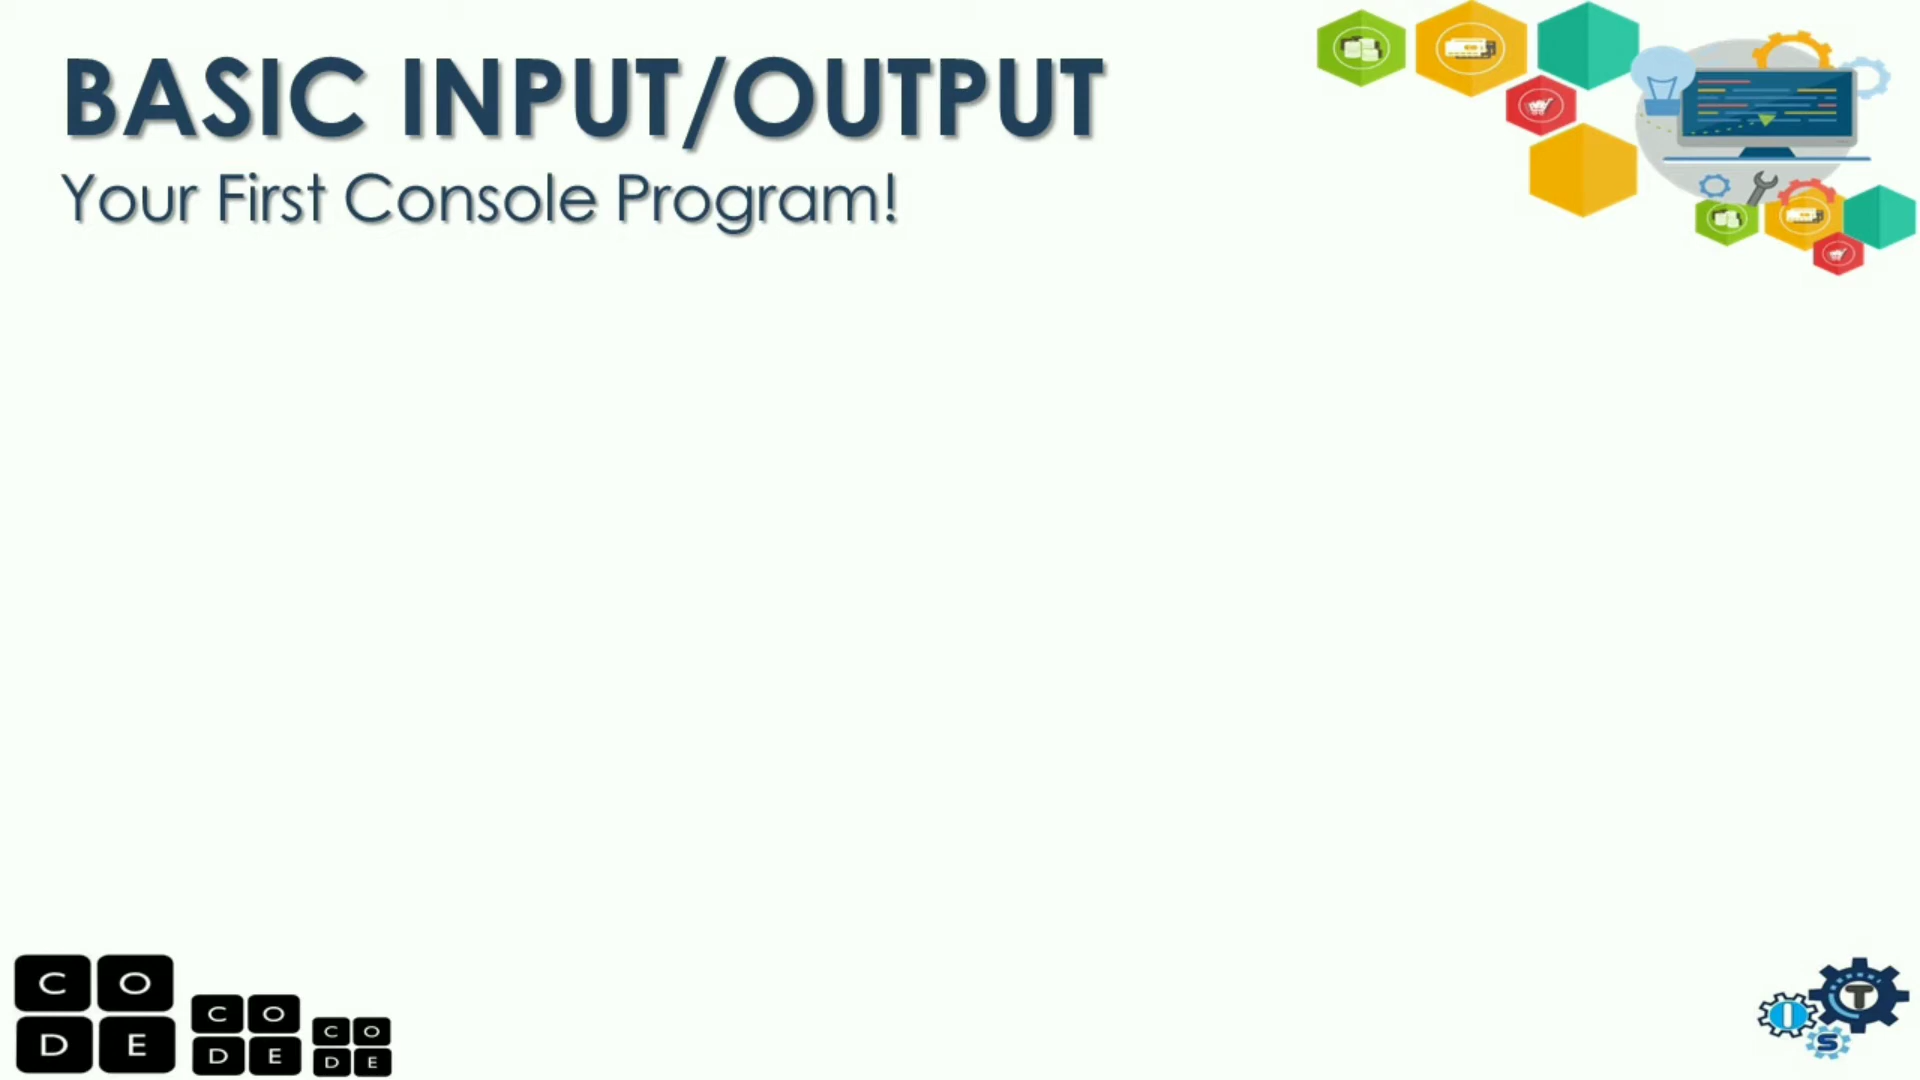 BASIC INPUT/OUTPUT
Your First Console Program!
C O
D E
C O
D E
C O
D E
I T
S